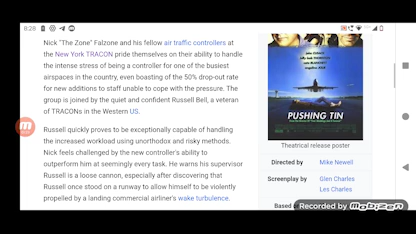 8:28
Nick "The Zone" Falzone and his fellow air traffic controllers at
the New York TRACON pride themselves on their ability to handle
the intense stress of being a controller for one of the busiest
airspaces in the country, even boasting of the 50% drop-out rate
for new additions to staff unable to cope with the pressure. The
group is joined by the quiet and confident Russell Bell, a veteran
of TRACONs in the Western US.
Russell quickly proves to be exceptionally capable of handling
the increased workload using unorthodox and risky methods.
Nick feels challenged by the new controller's ability to
outperform him at seemingly every task. He warns his supervisor
Russell is a loose cannon, especially after discovering that
Russell once stood on a runway to allow himself to be violently
propelled by a landing commercial airliner's wake turbulence.
PUSHING TIN
Theatrical release poster
Directed by Mike Newell
Screenplay by Glen Charles
Les Charles
Based
Recorded by Mobizen